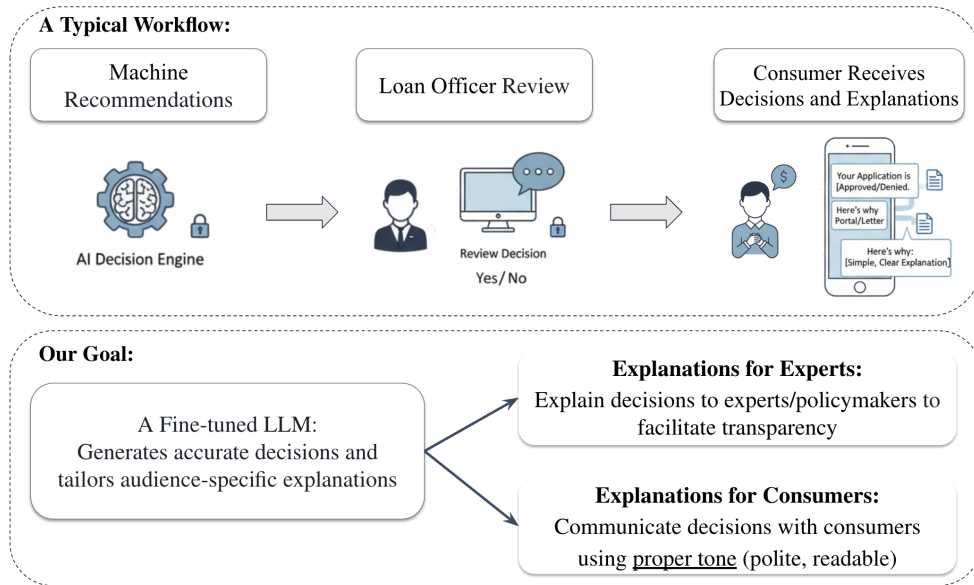 A Typical Workflow:
Machine
Recommendations
Loan Officer Review
Consumer Receives
Decisions and Explanations
AI Decision Engine
Review Decision
Yes/ No
$
Your Application is
[Approved/Denied.
Here's why
Portal/Letter
Here's why:
[Simple, Clear Explanation]
Our Goal:
A Fine-tuned LLM:
Generates accurate decisions and
tailors audience-specific explanations
Explanations for Experts:
Explain decisions to experts/policymakers to
facilitate transparency
Explanations for Consumers:
Communicate decisions with consumers
using proper tone (polite, readable)